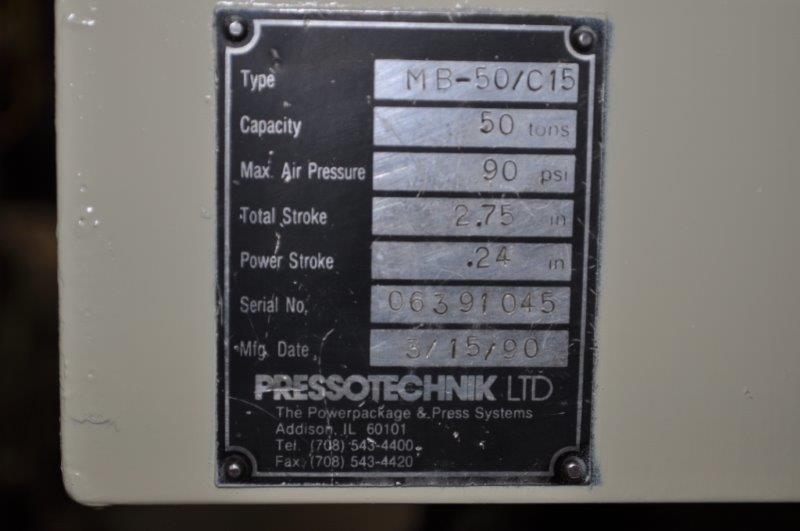 Type MB-50/C15
Capacity 50 tons
Max. Air Pressure 90 psi
Total Stroke 2.75 in
Power Stroke .24 in
Serial No. 06391045
Mfg. Date 3/15/90
PRESSOTECHNIK LTD
The Powerpackage & Press Systems
Addison, IL 60101
Tel. (708) 543-4400
Fax (708) 543-4420